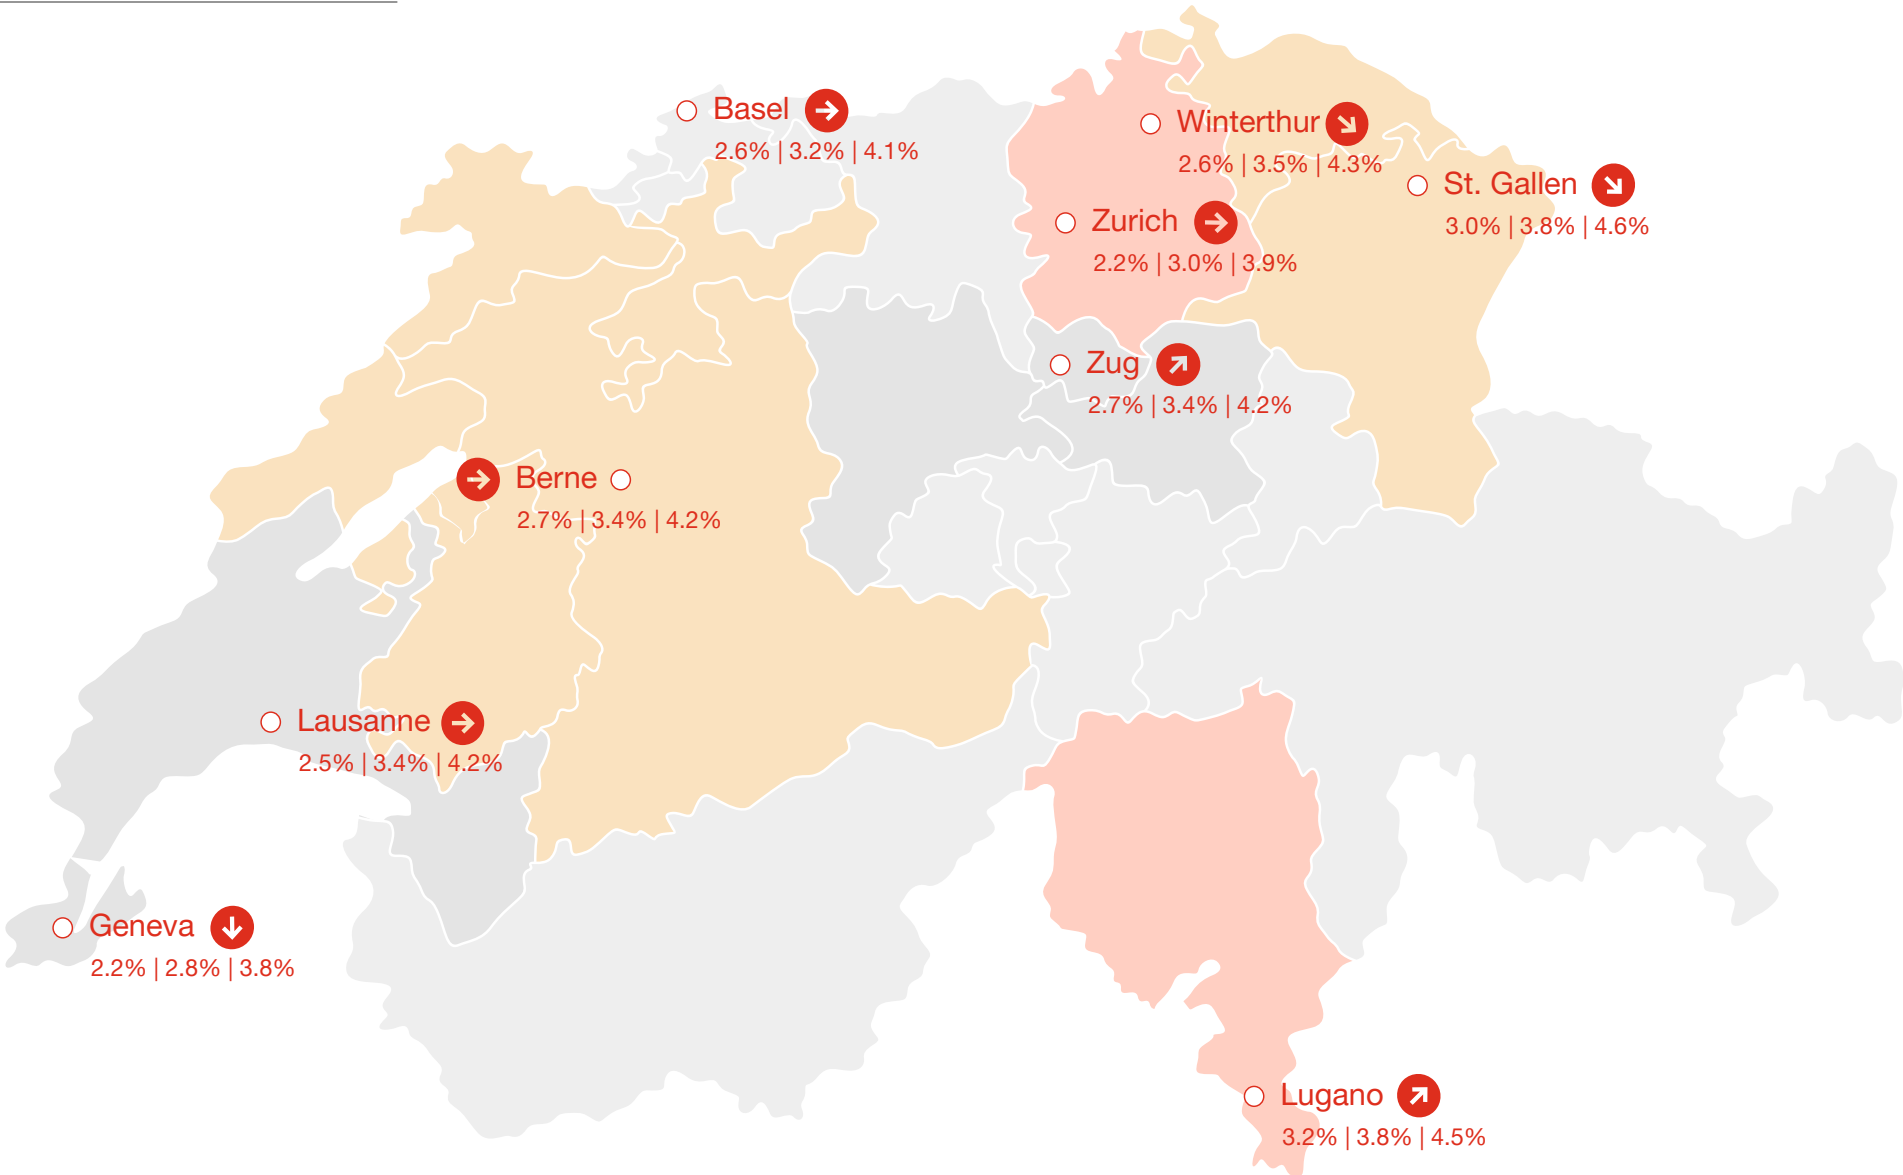 Basel
2.6% | 3.2% | 4.1%
Winterthur
2.6% | 3.5% | 4.3%
St. Gallen
3.0% | 3.8% | 4.6%
Zurich
2.2% | 3.0% | 3.9%
Zug
2.7% | 3.4% | 4.2%
Berne
2.7% | 3.4% | 4.2%
Lausanne
2.5% | 3.4% | 4.2%
Geneva
2.2% | 2.8% | 3.8%
Lugano
3.2% | 3.8% | 4.5%